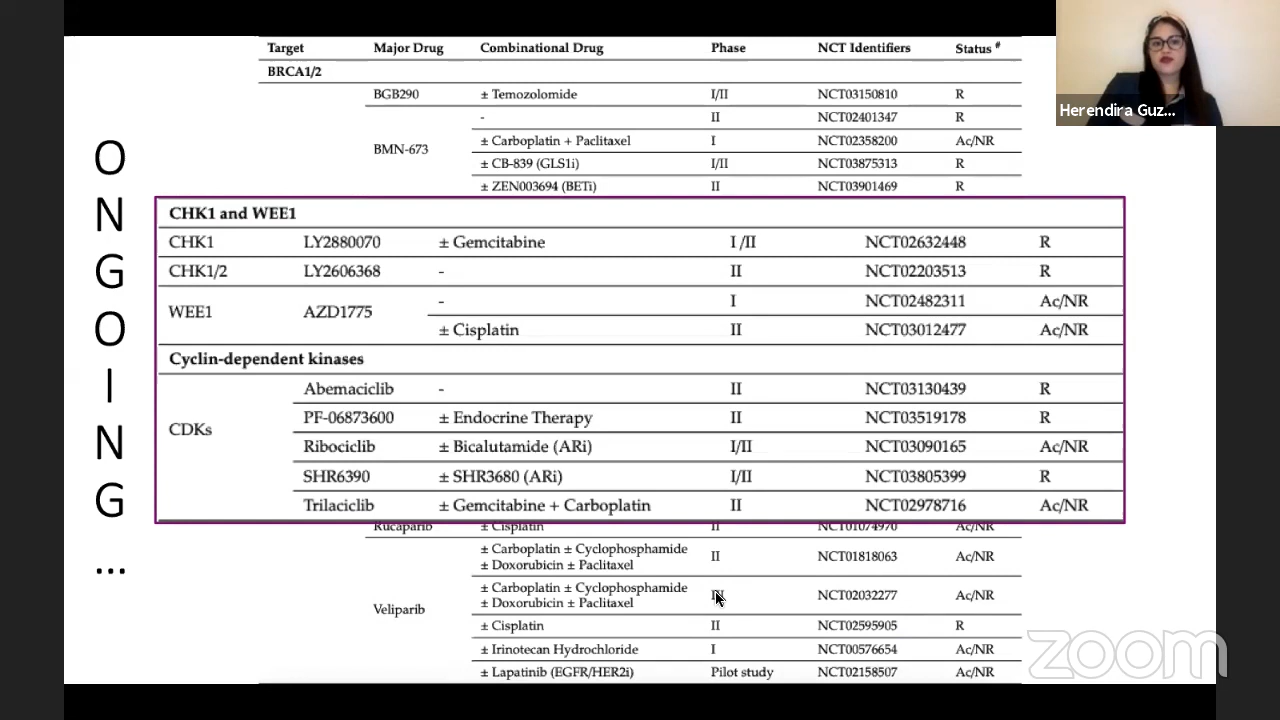 Target Major Drug Combinational Drug Phase NCT Identifiers Status #
BRCA1/2
BGB290 ± Temozolomide I/II NCT03150810 R
- II NCT02401347 R
BMN-673
± Carboplatin + Paclitaxel I NCT02358200 Ac/NR
± CB-839 (GLS1i) I/II NCT03875313 R
± ZEN003694 (BETi) II NCT03901469 R
CHK1 and WEE1
CHK1 LY2880070 ± Gemcitabine I /II NCT02632448 R
CHK1/2 LY2606368 - II NCT02203513 R
WEE1 AZD1775
- I NCT02482311 Ac/NR
± Cisplatin II NCT03012477 Ac/NR
Cyclin-dependent kinases
CDKs
Abemaciclib - II NCT03130439 R
PF-06873600 ± Endocrine Therapy II NCT03519178 R
Ribociclib ± Bicalutamide (ARi) I/II NCT03090165 Ac/NR
SHR6390 ± SHR3680 (ARi) I/II NCT03805399 R
Trilaciclib ± Gemcitabine + Carboplatin II NCT02978716 Ac/NR
Rucaparib ± Cisplatin II NCT01074970 Ac/NR
Veliparib
± Carboplatin ± Cyclophosphamide
± Doxorubicin ± Paclitaxel II NCT01818063 Ac/NR
± Carboplatin ± Cyclophosphamide
± Doxorubicin ± Paclitaxel NCT02032277 Ac/NR
± Cisplatin II NCT02595905 R
± Irinotecan Hydrochloride I NCT00576654 Ac/NR
± Lapatinib (EGFR/HER2i) Pilot study NCT02158507 Ac/NR
O
N
G
O
I
N
G
...
Herendira Guz...
zoom